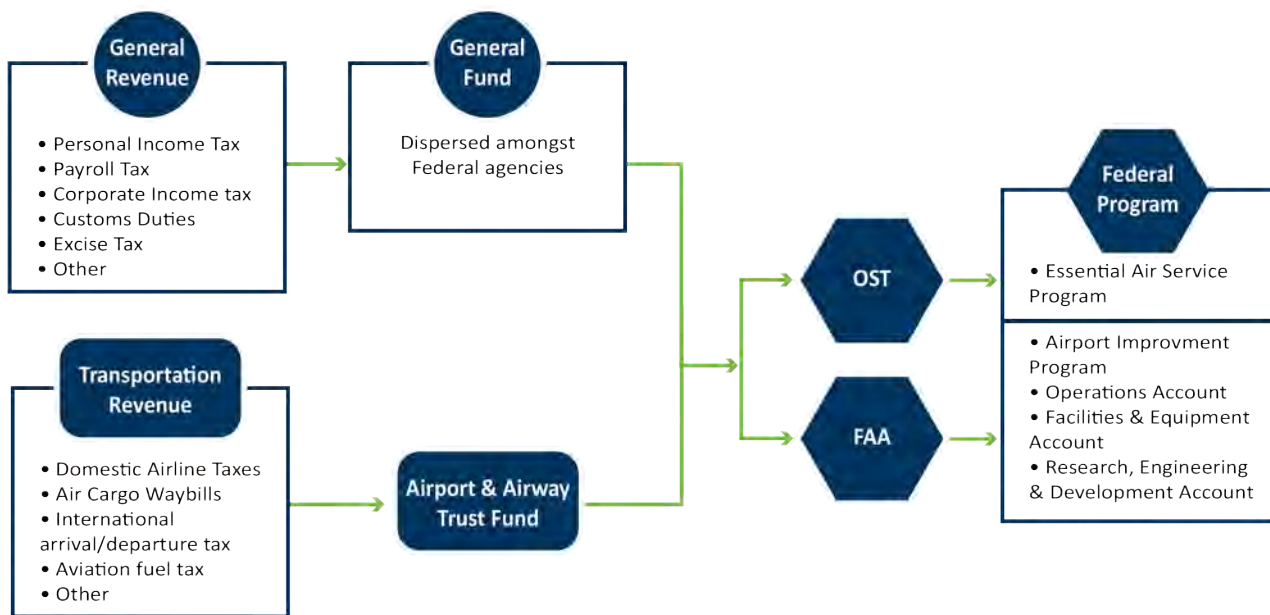 General
Revenue
• Personal Income Tax
• Payroll Tax
• Corporate Income tax
• Customs Duties
• Excise Tax
• Other
General
Fund
Dispersed amongst
Federal agencies
Transportation
Revenue
• Domestic Airline Taxes
• Air Cargo Waybills
• International
arrival/departure tax
• Aviation fuel tax
• Other
Airport & Airway
Trust Fund
OST
FAA
Federal
Program
• Essential Air Service
Program
• Airport Improvment
Program
• Operations Account
• Facilities & Equipment
Account
• Research, Engineering
& Development Account